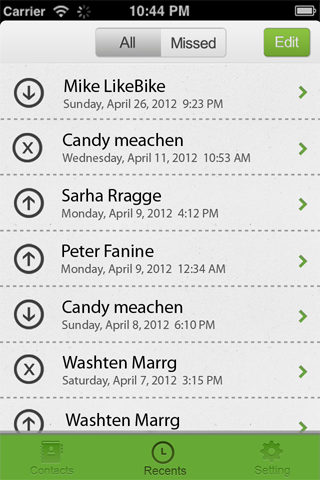 Carrier 10:44 PM
All Missed Edit
Mike LikeBike
Sunday, April 26, 2012 9:23 PM
x Candy meachen
Wednesday, April 11, 2012 10:53 AM
Sarha Rragge
Monday, April 9, 2012 4:12 PM
Peter Fanine
Monday, April 9, 2012 12:34 AM
Candy meachen
Sunday, April 8, 2012 6:10 PM
x Washten Marrg
Saturday, April 7, 2012 3:15 PM
Washten Marrg
Contacts Recents Setting